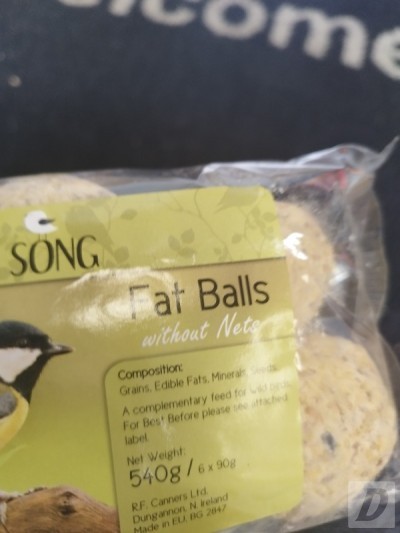 elcome
SONG
Fat Balls
without Nets
Composition:
Grains, Edible Fats, Minerals, Seeds
A complementary feed for wild birds
For Best Before please see attached
label.
Net Weight:
540g / 6 x 90g
R.F. Canners Ltd.
Dungannon, N. Ireland
Made in EU. BG 2847